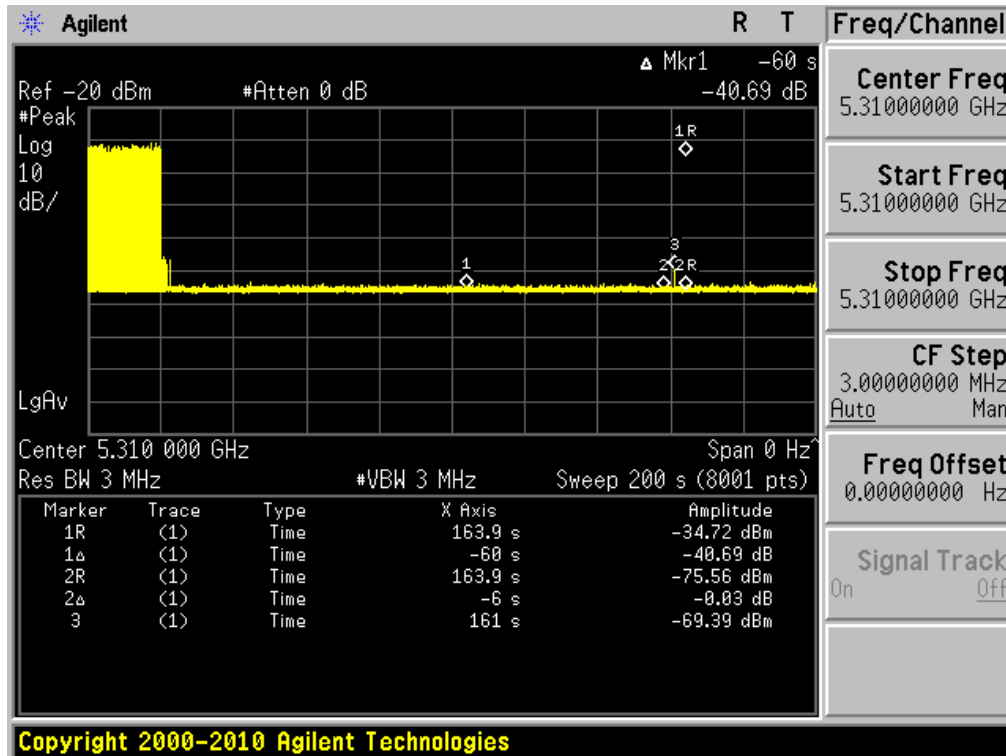 Agilent R T
Δ Mkr1 -60 s
Ref -20 dBm #Atten 0 dB -40.69 dB
#Peak
Log
10
dB/
1R
3
1 2 2R
LgAv
Center 5.310 000 GHz Span 0 Hz^
Res BW 3 MHz #VBW 3 MHz Sweep 200 s (8001 pts)
Marker Trace Type X Axis Amplitude
1R (1) Time 163.9 s -34.72 dBm
1Δ (1) Time -60 s -40.69 dB
2R (1) Time 163.9 s -75.56 dBm
2Δ (1) Time -6 s -0.03 dB
3 (1) Time 161 s -69.39 dBm
Copyright 2000-2010 Agilent Technologies
Freq/Channel
Center Freq
5.31000000 GHz
Start Freq
5.31000000 GHz
Stop Freq
5.31000000 GHz
CF Step
3.00000000 MHz
Auto Man
Freq Offset
0.00000000 Hz
Signal Track
On Off